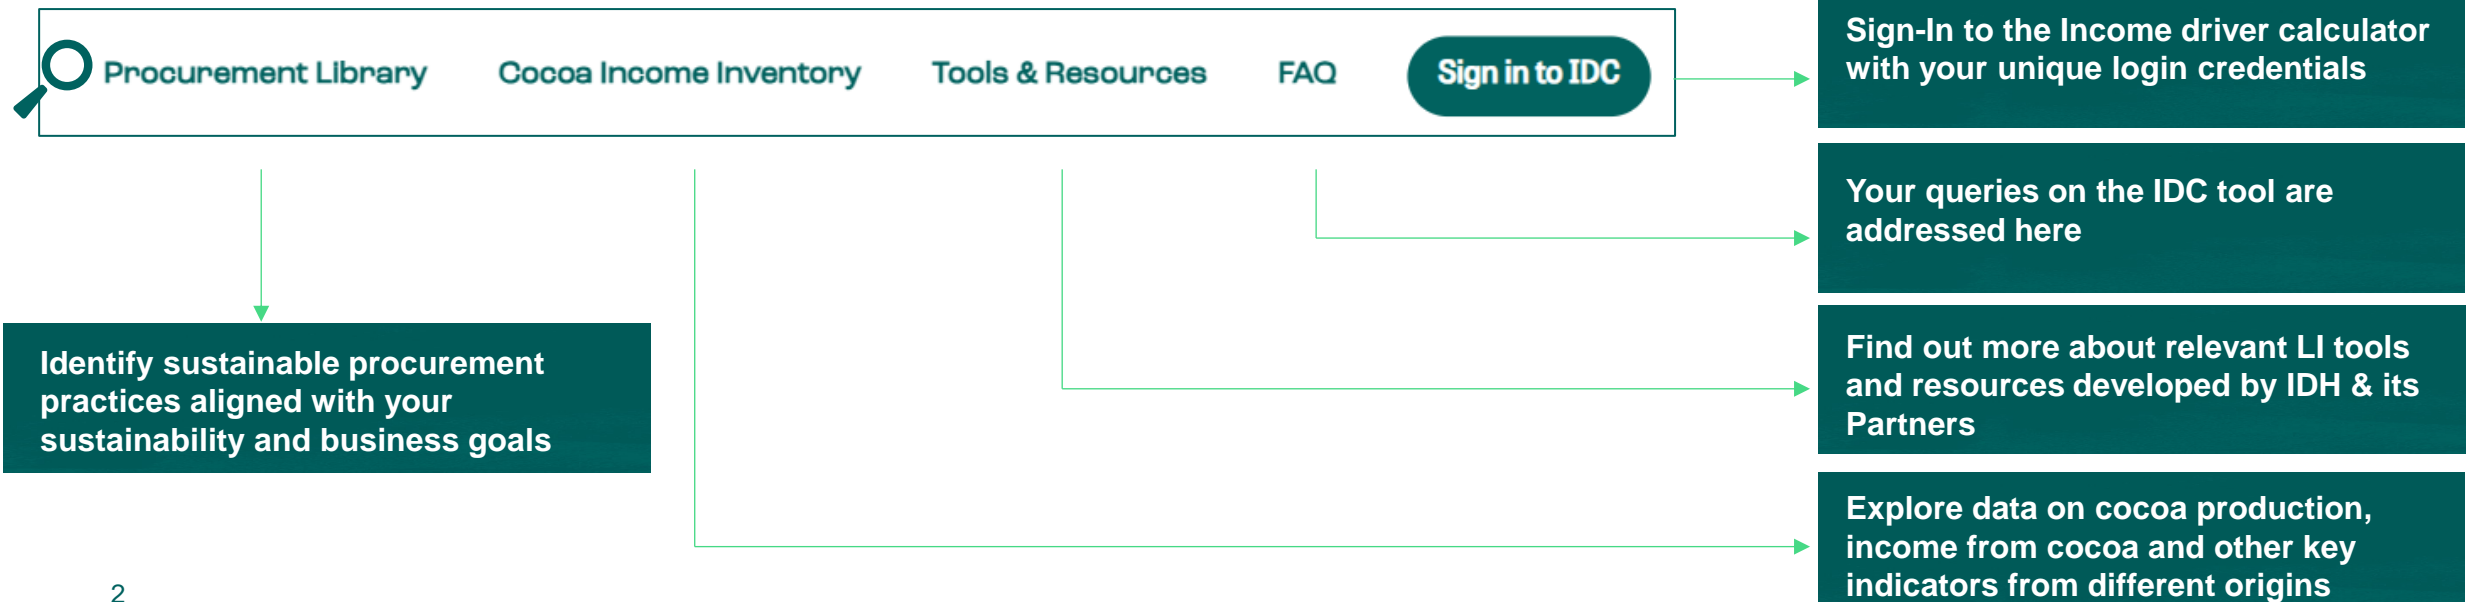 Procurement Library
Cocoa Income Inventory
Tools & Resources
FAQ
Sign in to IDC
Sign-In to the Income driver calculator
with your unique login credentials
Your queries on the IDC tool are
addressed here
Identify sustainable procurement
practices aligned with your
sustainability and business goals
Find out more about relevant LI tools
and resources developed by IDH & its
Partners
Explore data on cocoa production,
income from cocoa and other key
indicators from different origins
2